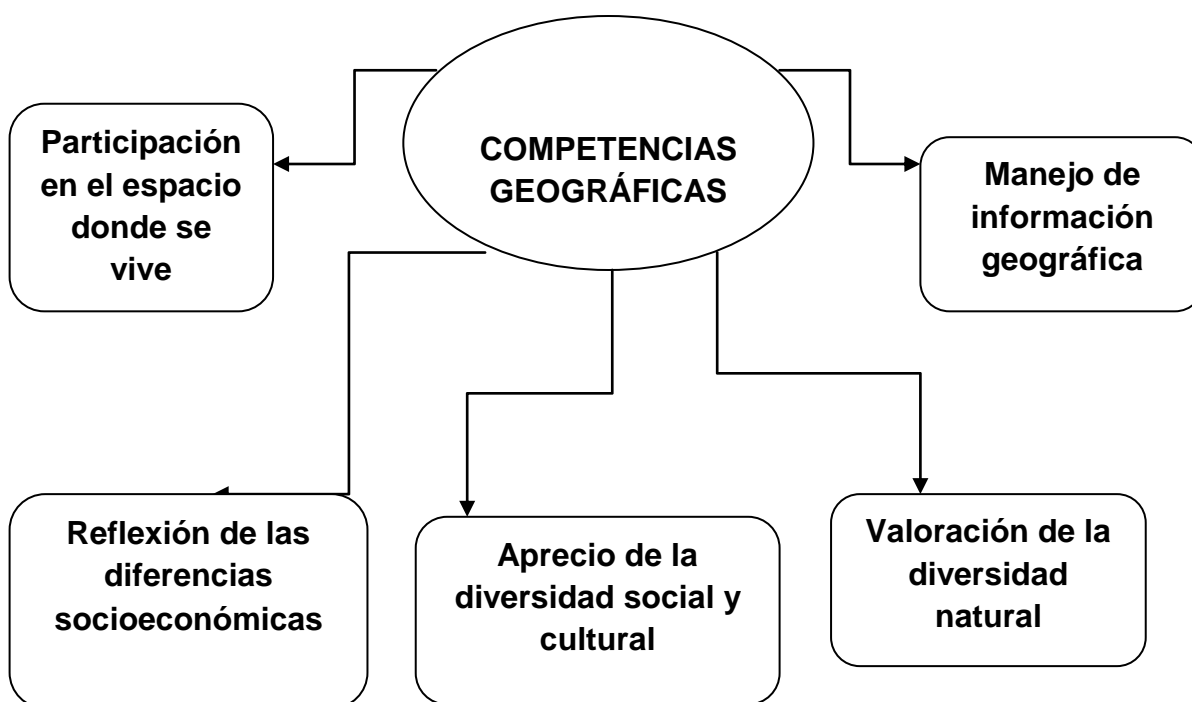 COMPETENCIAS
GEOGRÁFICAS
Participación
en el espacio
donde se
vive
Manejo de
información
geográfica
Reflexión de las
diferencias
socioeconómicas
Aprecio de la
diversidad social y
cultural
Valoración de la
diversidad
natural